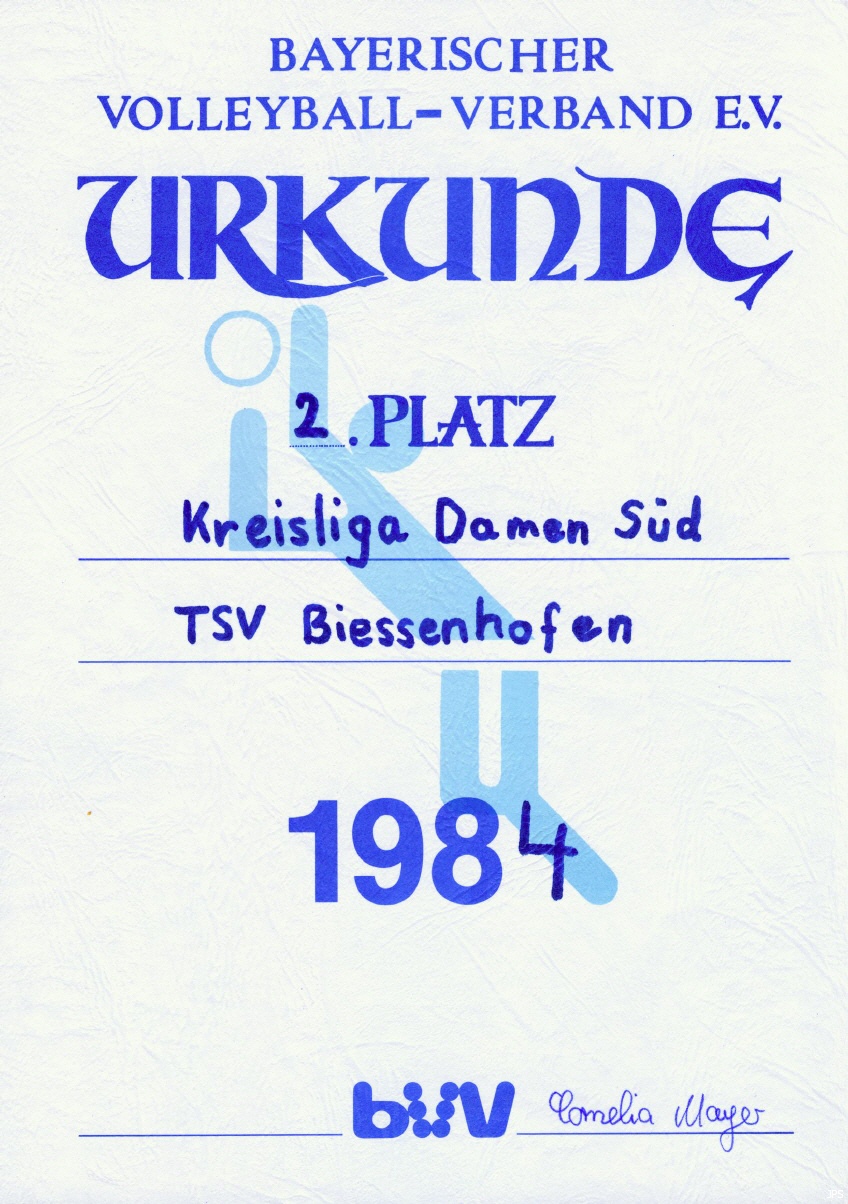 BAYERISCHER
VOLLEYBALL-VERBAND E.V.
URKUNDE
2. PLATZ
Kreisliga Damen Süd
TSV Biessenhofen
1984
bvv Cornelia Mayer